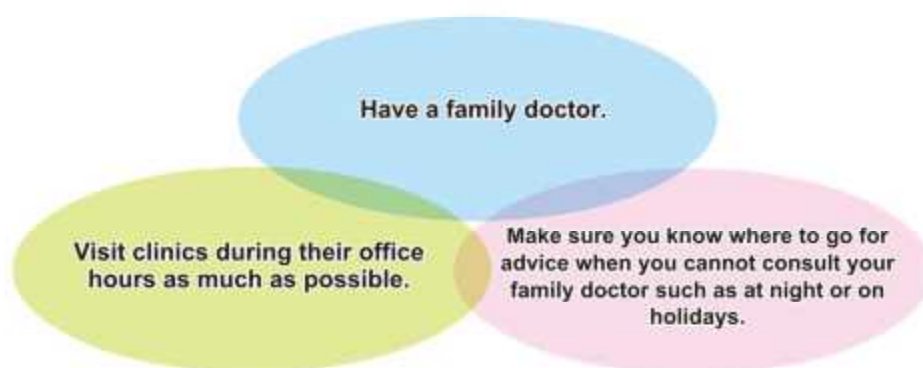 Have a family doctor.
Visit clinics during their office
hours as much as possible.
Make sure you know where to go for
advice when you cannot consult your
family doctor such as at night or on
holidays.